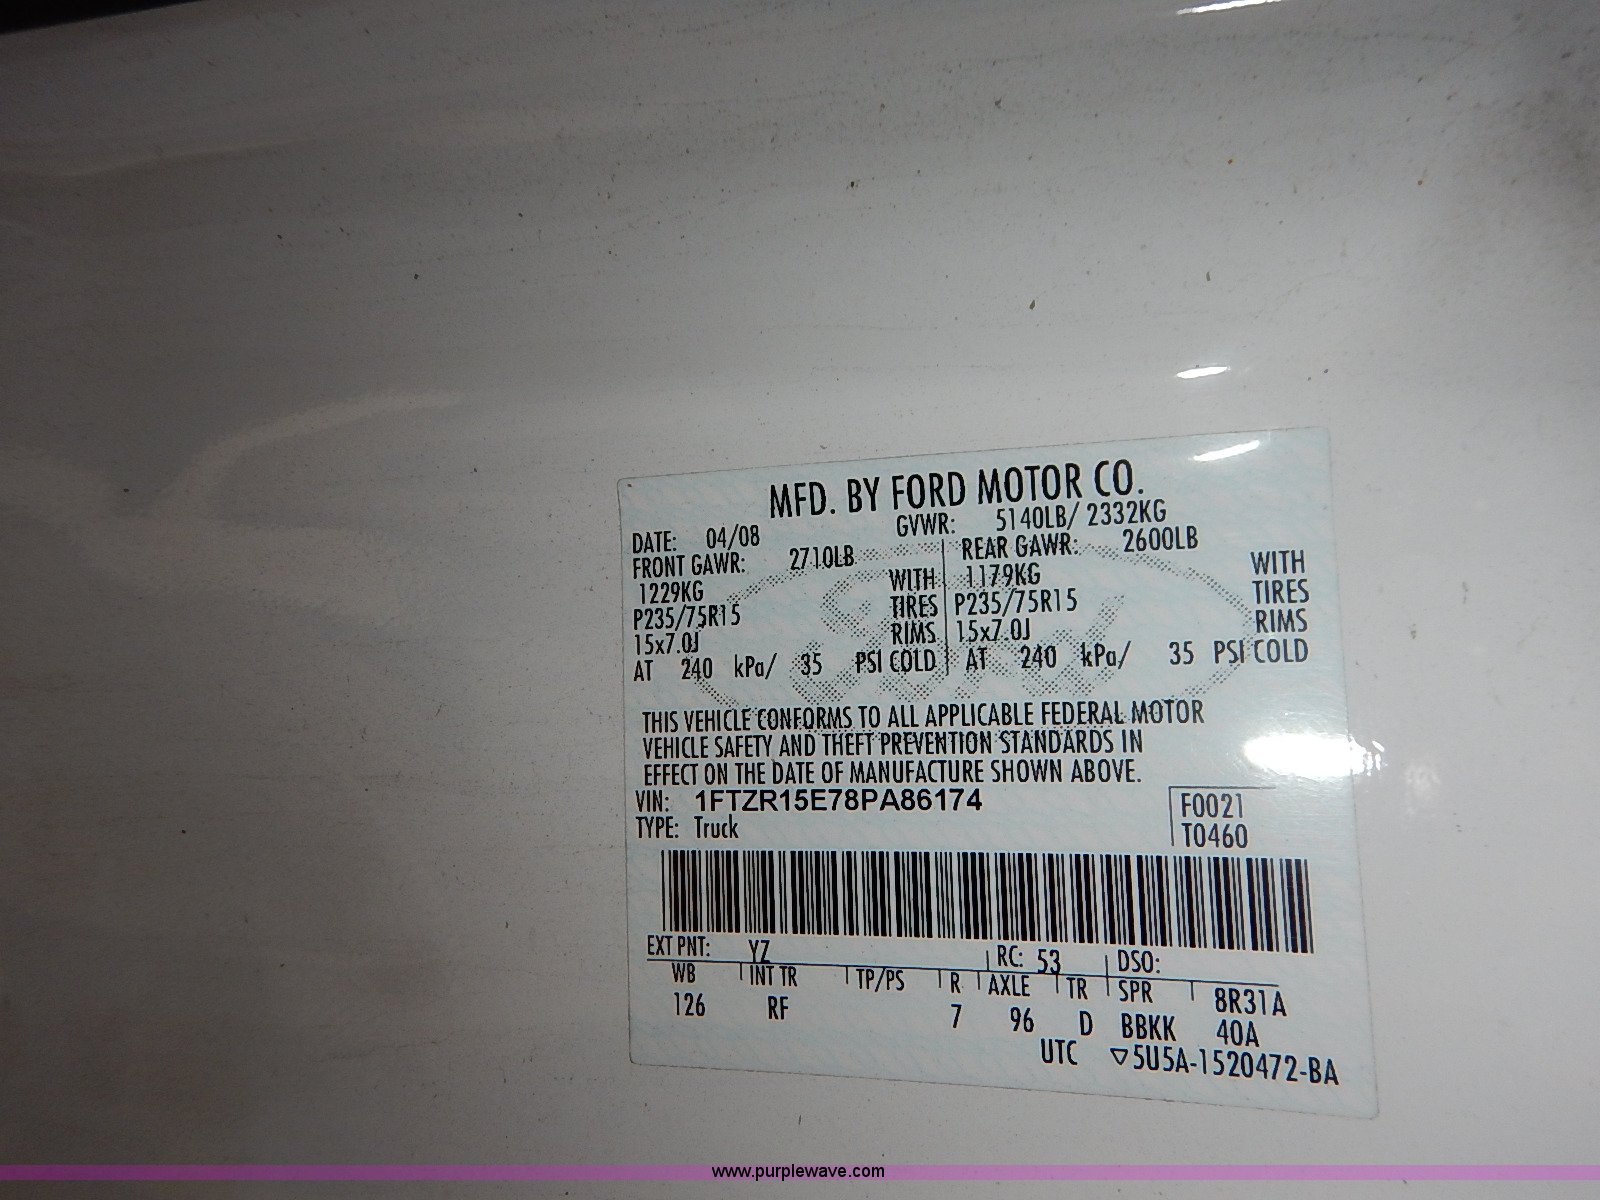 MFD. BY FORD MOTOR CO.
DATE: 04/08 GVWR: 5140LB/ 2332KG
FRONT GAWR: 2710LB REAR GAWR: 2600LB
1229KG WITH 1179KG WITH
P235/75R15 TIRES P235/75R15 TIRES
15x7.0J RIMS 15x7.0J RIMS
AT 240 kPa/ 35 PSI COLD AT 240 kPa/ 35 PSI COLD
THIS VEHICLE CONFORMS TO ALL APPLICABLE FEDERAL MOTOR
VEHICLE SAFETY AND THEFT PREVENTION STANDARDS IN
EFFECT ON THE DATE OF MANUFACTURE SHOWN ABOVE.
VIN: 1FTZR15E78PA86174 F0021
TYPE: Truck T0460
EXT PNT: YZ RC: 53 DSO:
WB INT TR TP/PS R AXLE TR SPR 8R31A
126 RF 7 96 D BBKK 40A
UTC ▽5U5A-1520472-BA
www.purplewave.com